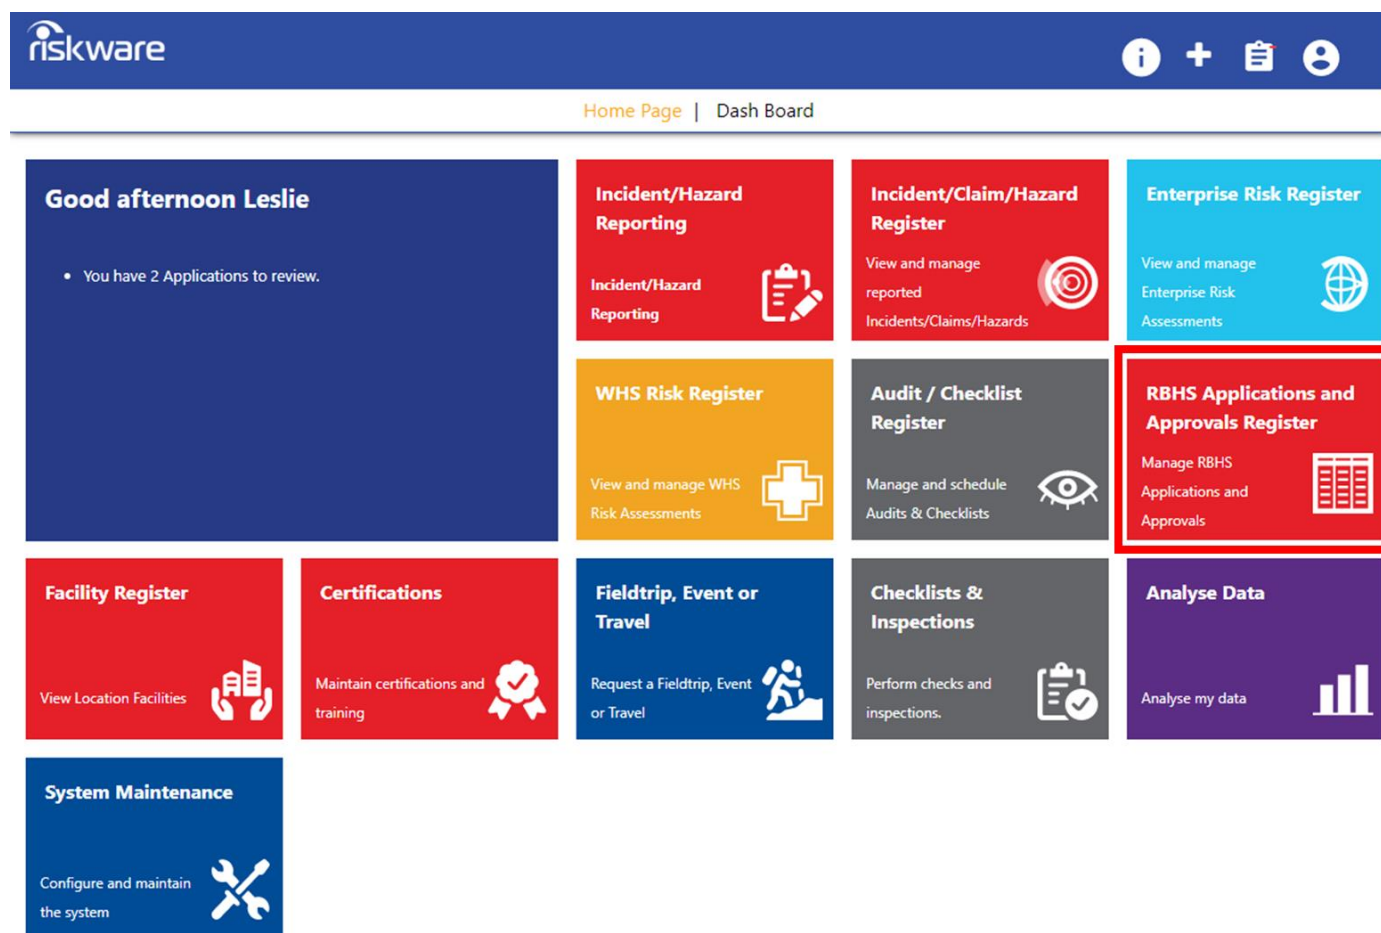 riskware
Home Page | Dash Board
Good afternoon Leslie
• You have 2 Applications to review.
Incident/Hazard
Reporting
Incident/Hazard
Reporting
Incident/Claim/Hazard
Register
View and manage
reported
Incidents/Claims/Hazards
Enterprise Risk Register
View and manage
Enterprise Risk
Assessments
WHS Risk Register
View and manage WHS
Risk Assessments
Audit / Checklist
Register
Manage and schedule
Audits & Checklists
RBHS Applications and
Approvals Register
Manage RBHS
Applications and
Approvals
Facility Register
View Location Facilities
Certifications
Maintain certifications and
training
Fieldtrip, Event or
Travel
Request a Fieldtrip, Event
or Travel
Checklists &
Inspections
Perform checks and
inspections.
Analyse Data
Analyse my data
System Maintenance
Configure and maintain
the system